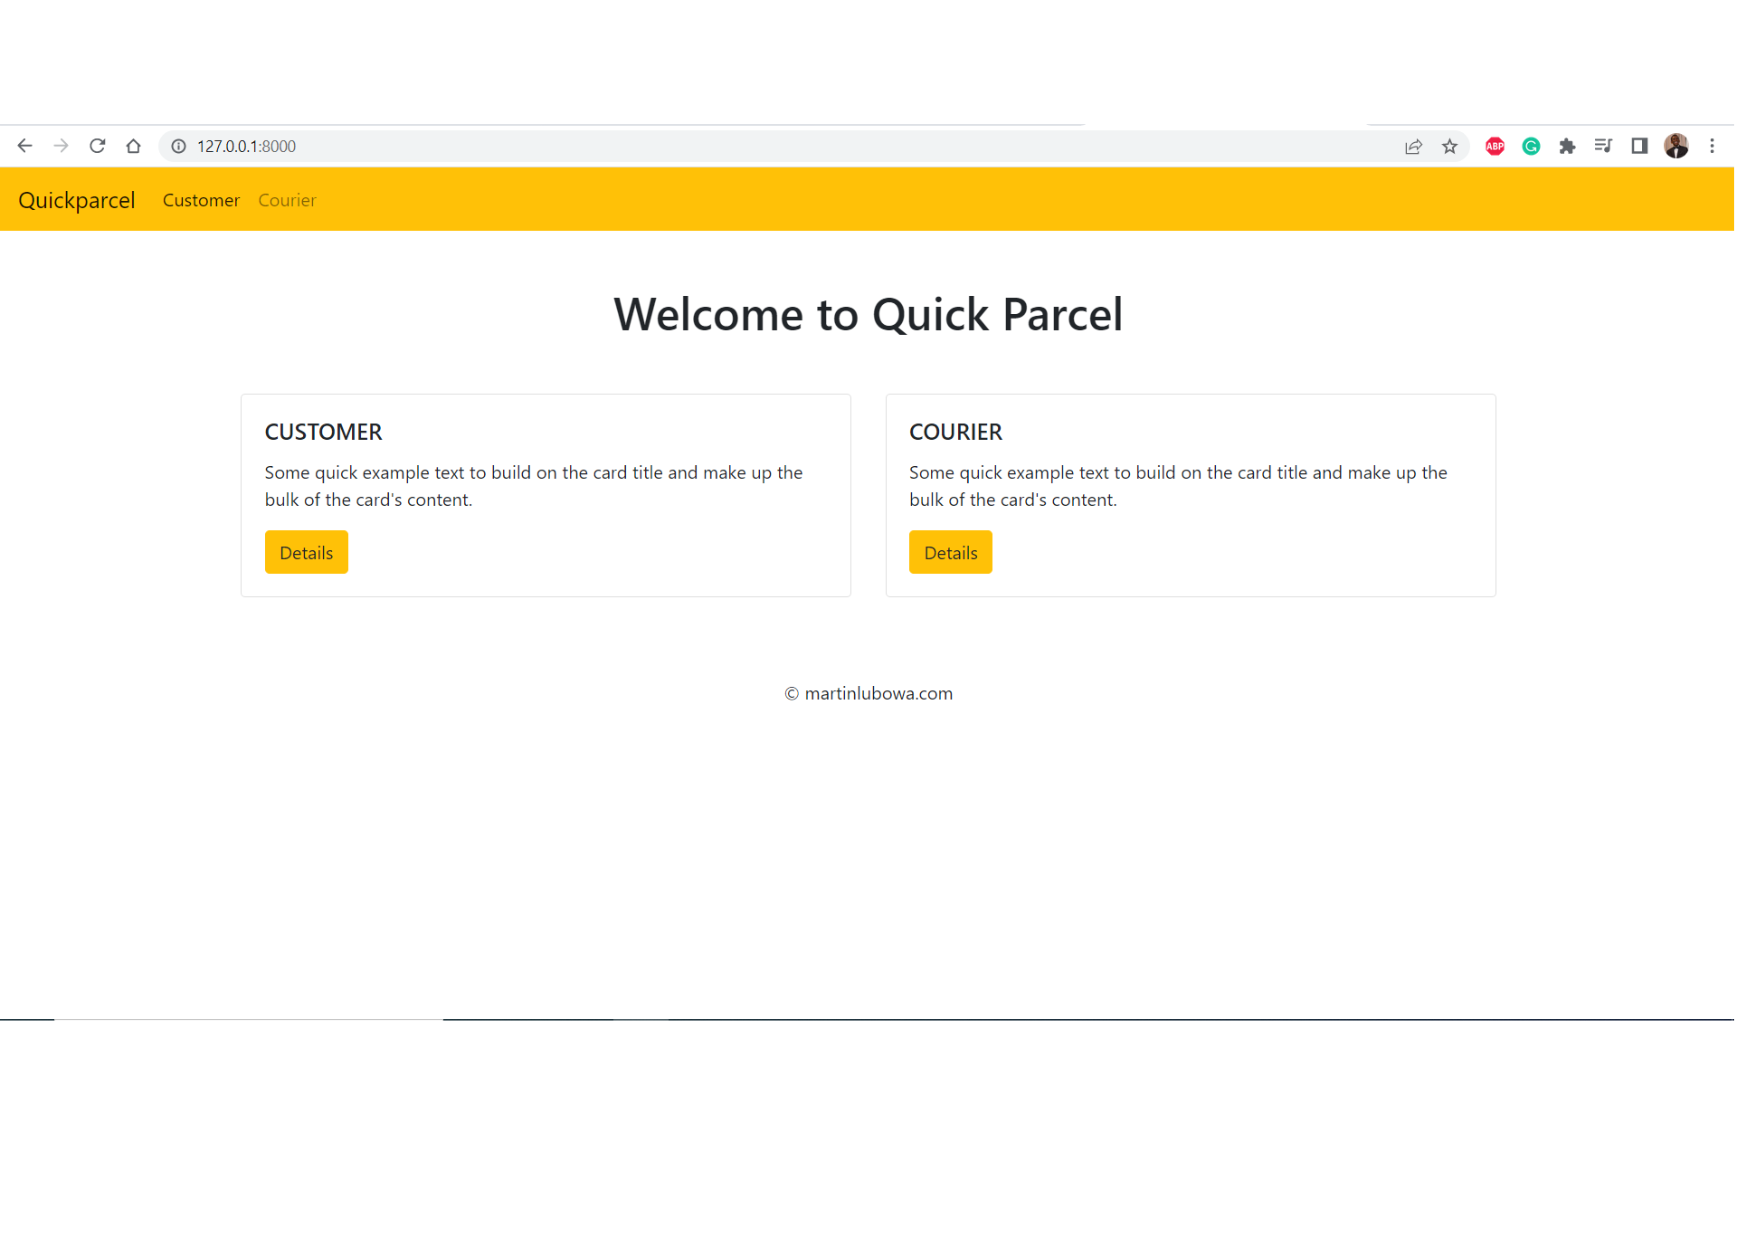 127.0.0.1:8000
ABP
Quickparcel Customer Courier
Welcome to Quick Parcel
CUSTOMER
Some quick example text to build on the card title and make up the
bulk of the card's content.
Details
COURIER
Some quick example text to build on the card title and make up the
bulk of the card's content.
Details
© martinlubowa.com